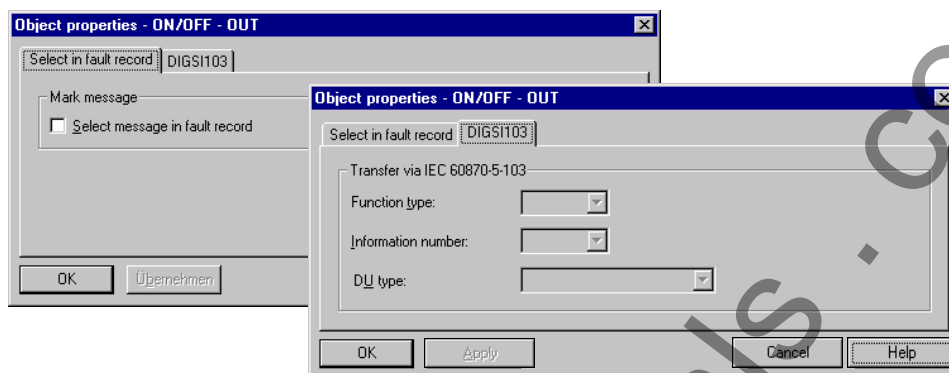 Object properties - ON/OFF - OUT
Select in fault record DIGSI103
Mark message
Select message in fault record
OK Übernehmen
Object properties - ON/OFF - OUT
Select in fault record DIGSI103
Transfer via IEC 60870-5-103
Function type:
Information number:
DU type:
OK Apply Cancel Help